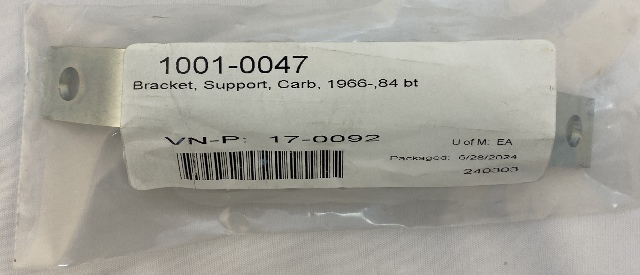 1001-0047
Bracket, Support, Carb, 1966-,84 bt
VN-P: 17-0092
U of M: EA
Packaged: 6/28/2024
240303